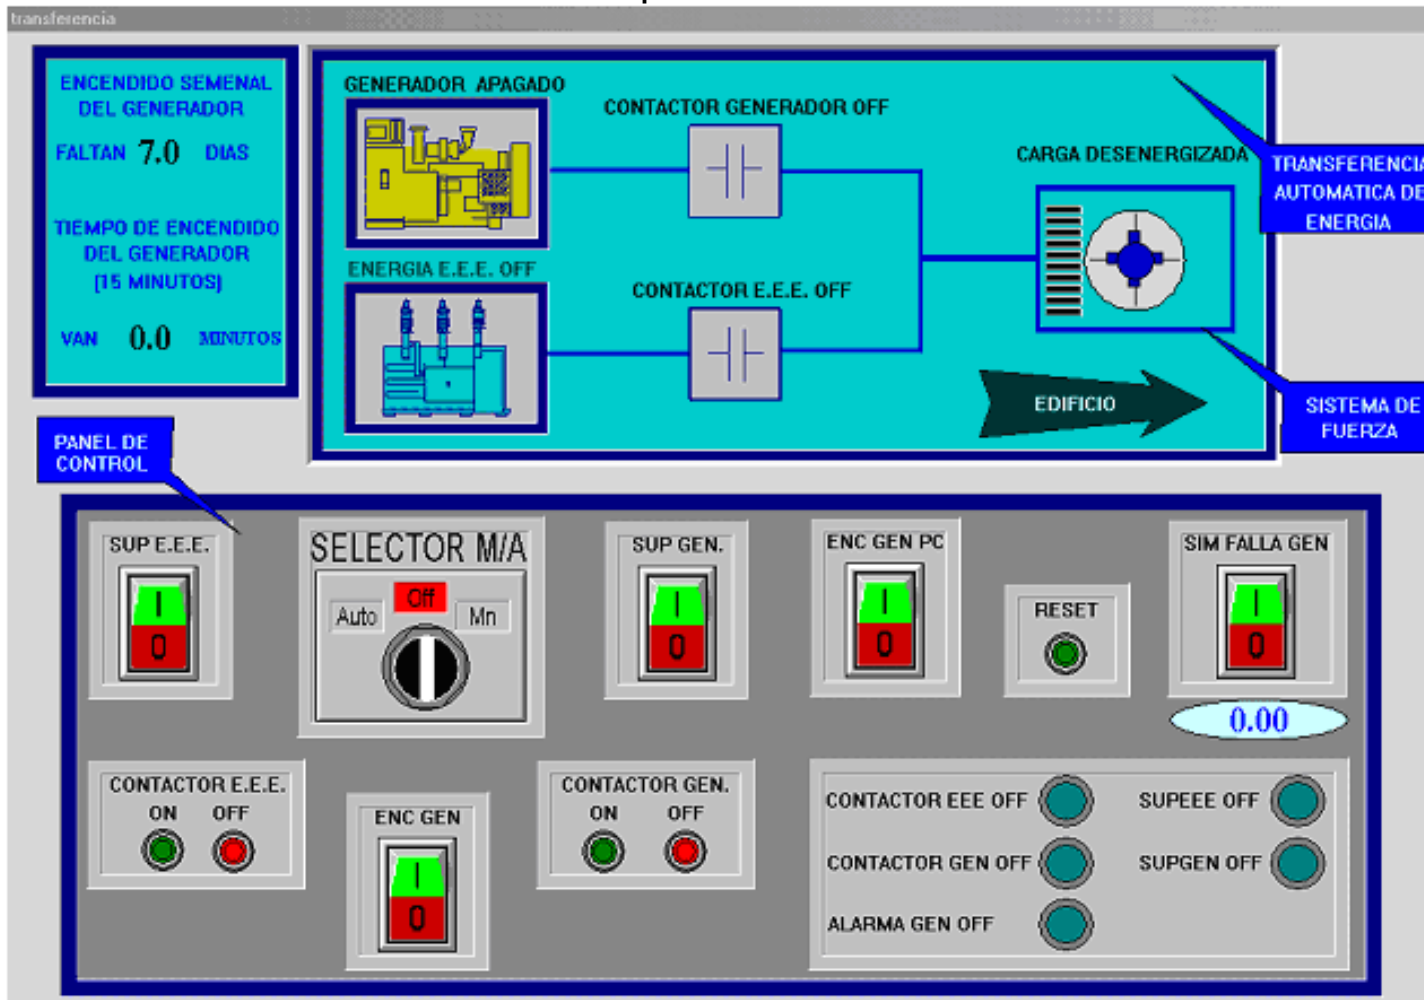 transferencia
ENCENDIDO SEMENAL
DEL GENERADOR
FALTAN 7.0 DIAS
TIEMPO DE ENCENDIDO
DEL GENERADOR
(15 MINUTOS)
VAN 0.0 MINUTOS
GENERADOR APAGADO
CONTACTOR GENERADOR OFF
CARGA DESENERGIZADA
TRANSFERENCIA
AUTOMATICA DE
ENERGIA
ENERGIA E.E.E. OFF
CONTACTOR E.E.E. OFF
EDIFICIO
SISTEMA DE
FUERZA
PANEL DE
CONTROL
SUP E.E.E.
I
0
SELECTOR M/A
Auto Off Mn
SUP GEN.
I
0
ENC GEN PC
I
0
RESET
SIM FALLA GEN
I
0
0.00
CONTACTOR E.E.E.
ON OFF
ENC GEN
I
0
CONTACTOR GEN.
ON OFF
CONTACTOR EEE OFF
SUPEEE OFF
CONTACTOR GEN OFF
SUPGEN OFF
ALARMA GEN OFF